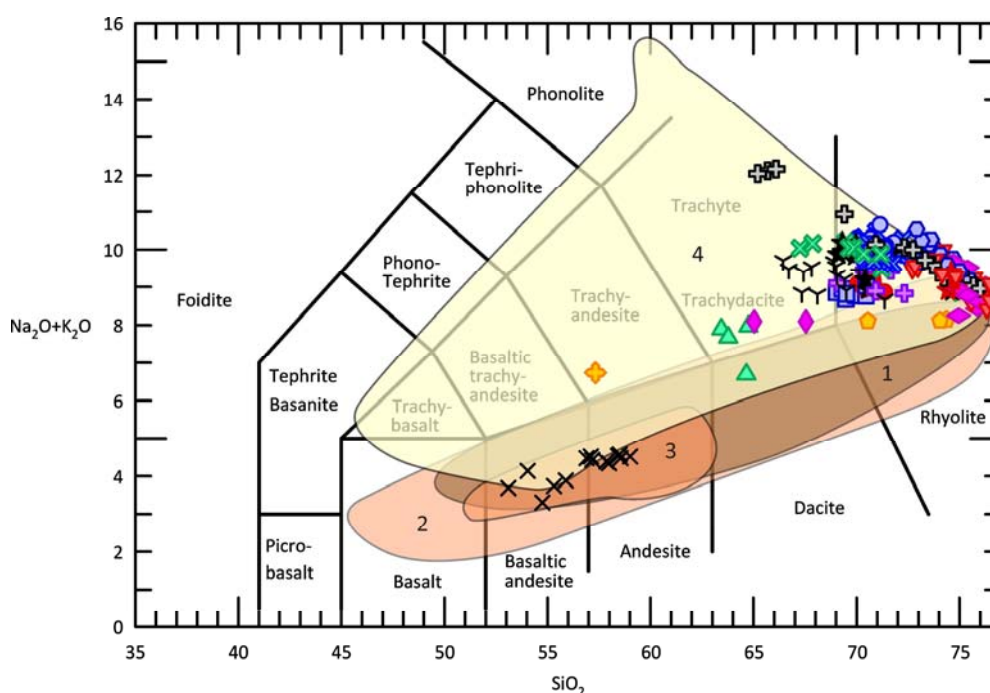 16
14
12
10
8
6
4
2
0
Na₂O+K₂O
35
40
45
50
55
60
65
70
75
SiO₂
Phonolite
Tephri-
phonolite
Phono-
Tephrite
Foidite
Tephrite
Basanite
Trachyte
4
Trachydacite
Trachy-
andesite
Basaltic
trachy-
andesite
Trachy-
basalt
1
Rhyolite
3
2
Dacite
Picro-
basalt
Basalt
Basaltic
andesite
Andesite